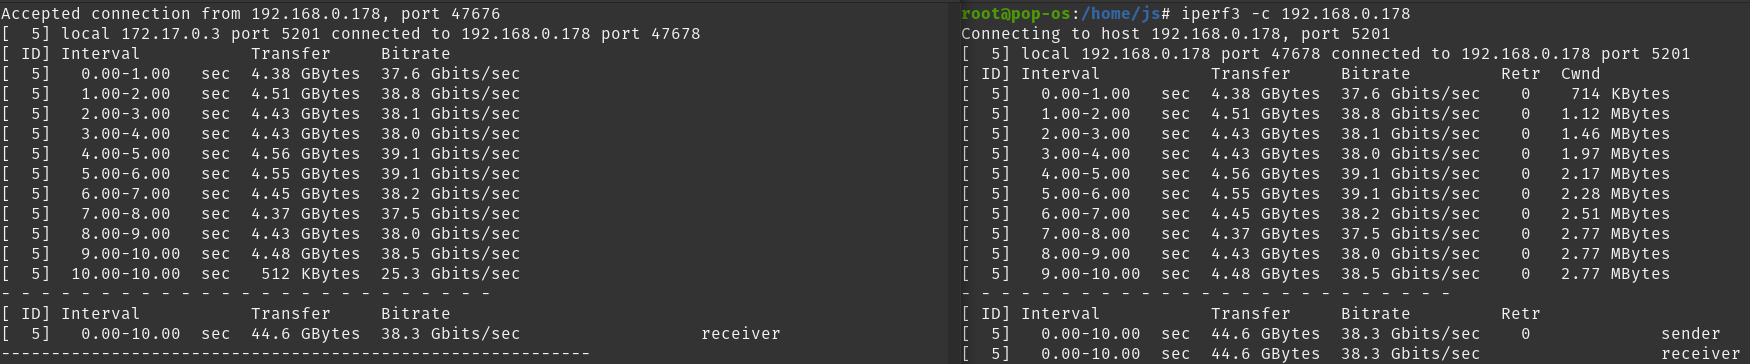 Accepted connection from 192.168.0.178, port 47676
[  5] local 172.17.0.3 port 5201 connected to 192.168.0.178 port 47678
[ ID] Interval           Transfer     Bitrate
[  5]   0.00-1.00   sec  4.38 GBytes  37.6 Gbits/sec
[  5]   1.00-2.00   sec  4.51 GBytes  38.8 Gbits/sec
[  5]   2.00-3.00   sec  4.43 GBytes  38.1 Gbits/sec
[  5]   3.00-4.00   sec  4.43 GBytes  38.0 Gbits/sec
[  5]   4.00-5.00   sec  4.56 GBytes  39.1 Gbits/sec
[  5]   5.00-6.00   sec  4.55 GBytes  39.1 Gbits/sec
[  5]   6.00-7.00   sec  4.45 GBytes  38.2 Gbits/sec
[  5]   7.00-8.00   sec  4.37 GBytes  37.5 Gbits/sec
[  5]   8.00-9.00   sec  4.43 GBytes  38.0 Gbits/sec
[  5]   9.00-10.00  sec  4.48 GBytes  38.5 Gbits/sec
[  5]  10.00-10.00  sec   512 KBytes  25.3 Gbits/sec
- - - - - - - - - - - - - - - - - - - - - - - - -
[ ID] Interval           Transfer     Bitrate
[  5]   0.00-10.00  sec  44.6 GBytes  38.3 Gbits/sec                  receiver
-----------------------------------------------------------
root@pop-os:/home/js# iperf3 -c 192.168.0.178
Connecting to host 192.168.0.178, port 5201
[  5] local 192.168.0.178 port 47678 connected to 192.168.0.178 port 5201
[ ID] Interval           Transfer     Bitrate         Retr  Cwnd
[  5]   0.00-1.00   sec  4.38 GBytes  37.6 Gbits/sec    0    714 KBytes
[  5]   1.00-2.00   sec  4.51 GBytes  38.8 Gbits/sec    0   1.12 MBytes
[  5]   2.00-3.00   sec  4.43 GBytes  38.1 Gbits/sec    0   1.46 MBytes
[  5]   3.00-4.00   sec  4.43 GBytes  38.0 Gbits/sec    0   1.97 MBytes
[  5]   4.00-5.00   sec  4.56 GBytes  39.1 Gbits/sec    0   2.17 MBytes
[  5]   5.00-6.00   sec  4.55 GBytes  39.1 Gbits/sec    0   2.28 MBytes
[  5]   6.00-7.00   sec  4.45 GBytes  38.2 Gbits/sec    0   2.51 MBytes
[  5]   7.00-8.00   sec  4.37 GBytes  37.5 Gbits/sec    0   2.77 MBytes
[  5]   8.00-9.00   sec  4.43 GBytes  38.0 Gbits/sec    0   2.77 MBytes
[  5]   9.00-10.00  sec  4.48 GBytes  38.5 Gbits/sec    0   2.77 MBytes
- - - - - - - - - - - - - - - - - - - - - - - - -
[ ID] Interval           Transfer     Bitrate         Retr
[  5]   0.00-10.00  sec  44.6 GBytes  38.3 Gbits/sec    0             sender
[  5]   0.00-10.00  sec  44.6 GBytes  38.3 Gbits/sec                  receiver